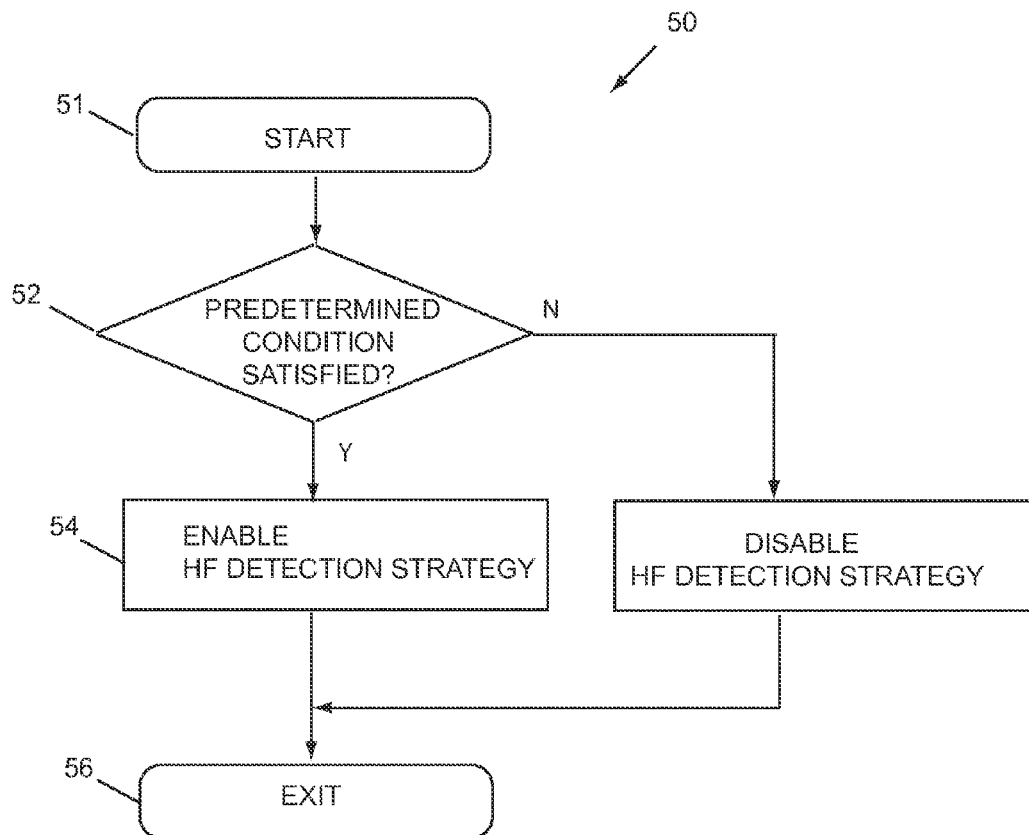 50
51
START
52
PREDETERMINED
CONDITION
SATISFIED?
N
Y
54
ENABLE
HF DETECTION STRATEGY
DISABLE
HF DETECTION STRATEGY
56
EXIT